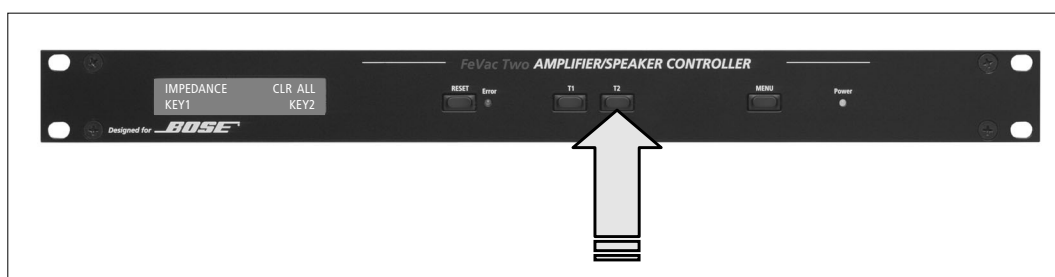 FeVac Two AMPLIFIER/SPEAKER CONTROLLER
IMPEDANCE CLR ALL
KEY1 KEY2
RESET Error T1 T2 MENU Power
Designed for BOSE